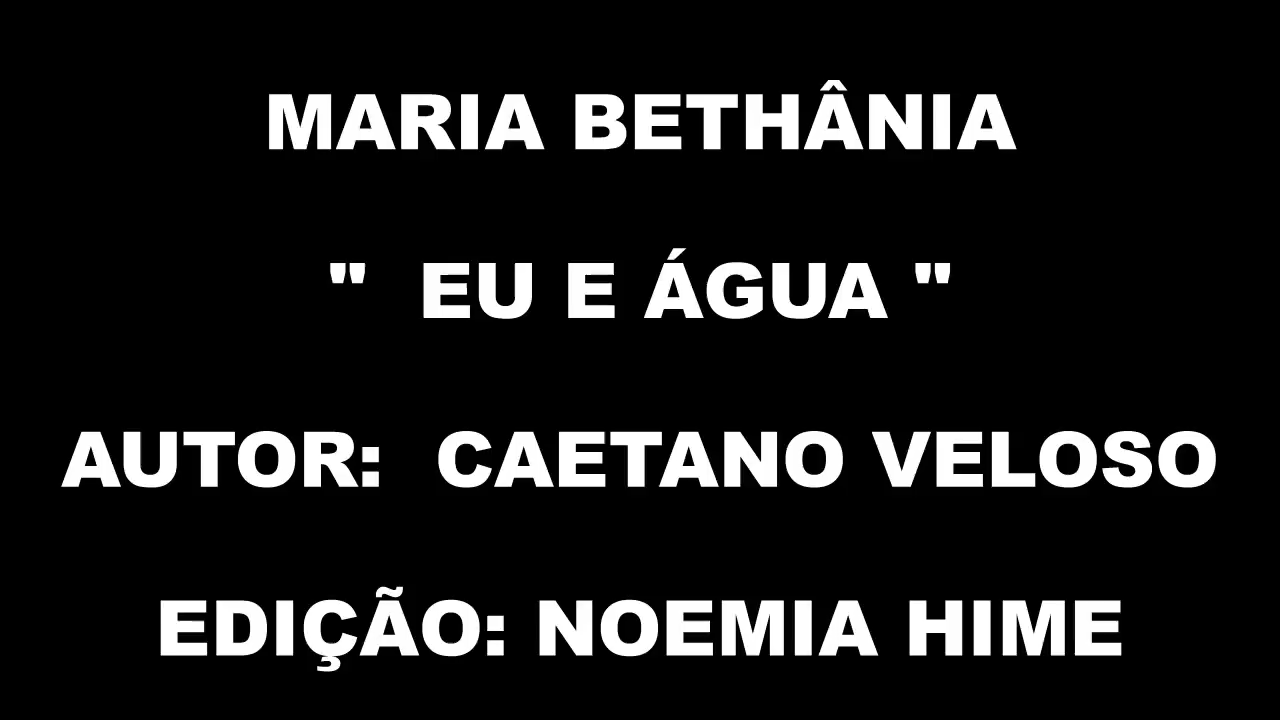 MARIA BETHÂNIA
" EU E ÁGUA "
AUTOR: CAETANO VELOSO
EDIÇÃO: NOEMIA HIME